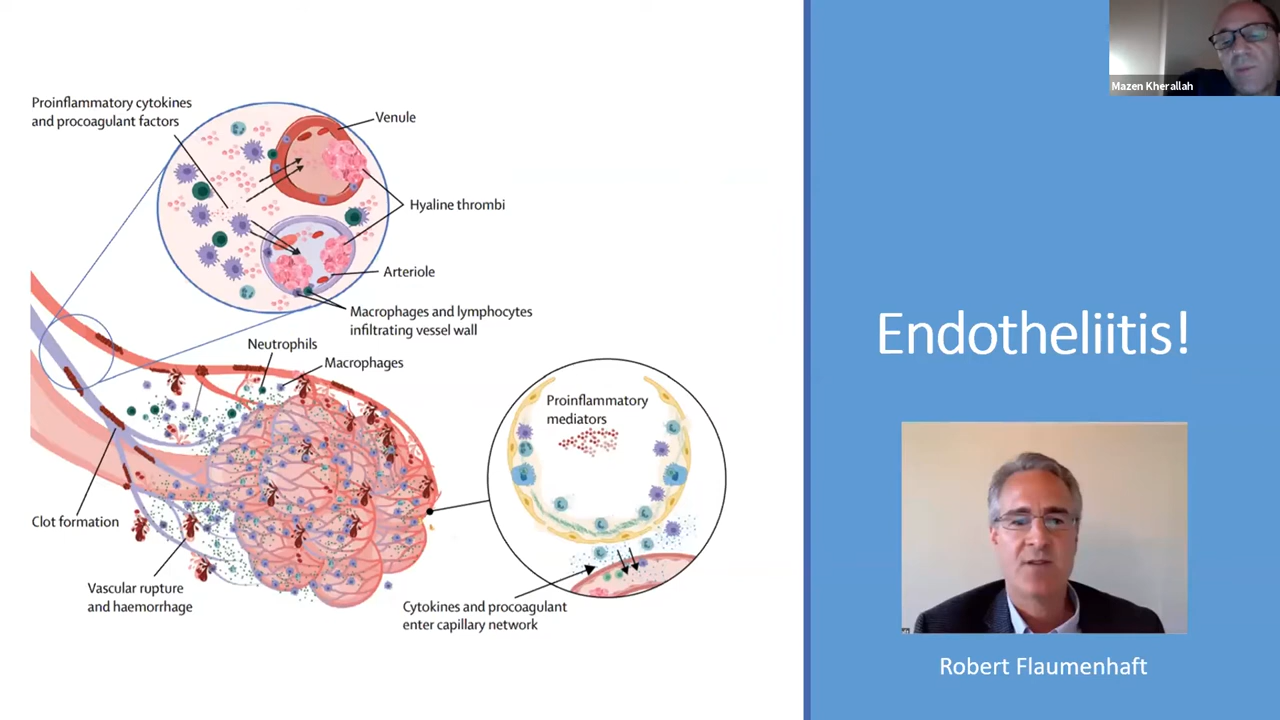 Mazen Kherallah
Proinflammatory cytokines
and procoagulant factors
Venule
Hyaline thrombi
Arteriole
Macrophages and lymphocytes
infiltrating vessel wall
Neutrophils
Macrophages
Proinflammatory
mediators
Clot formation
Vascular rupture
and haemorrhage
Cytokines and procoagulant
enter capillary network
Endotheliitis!
Robert Flaumenhaft